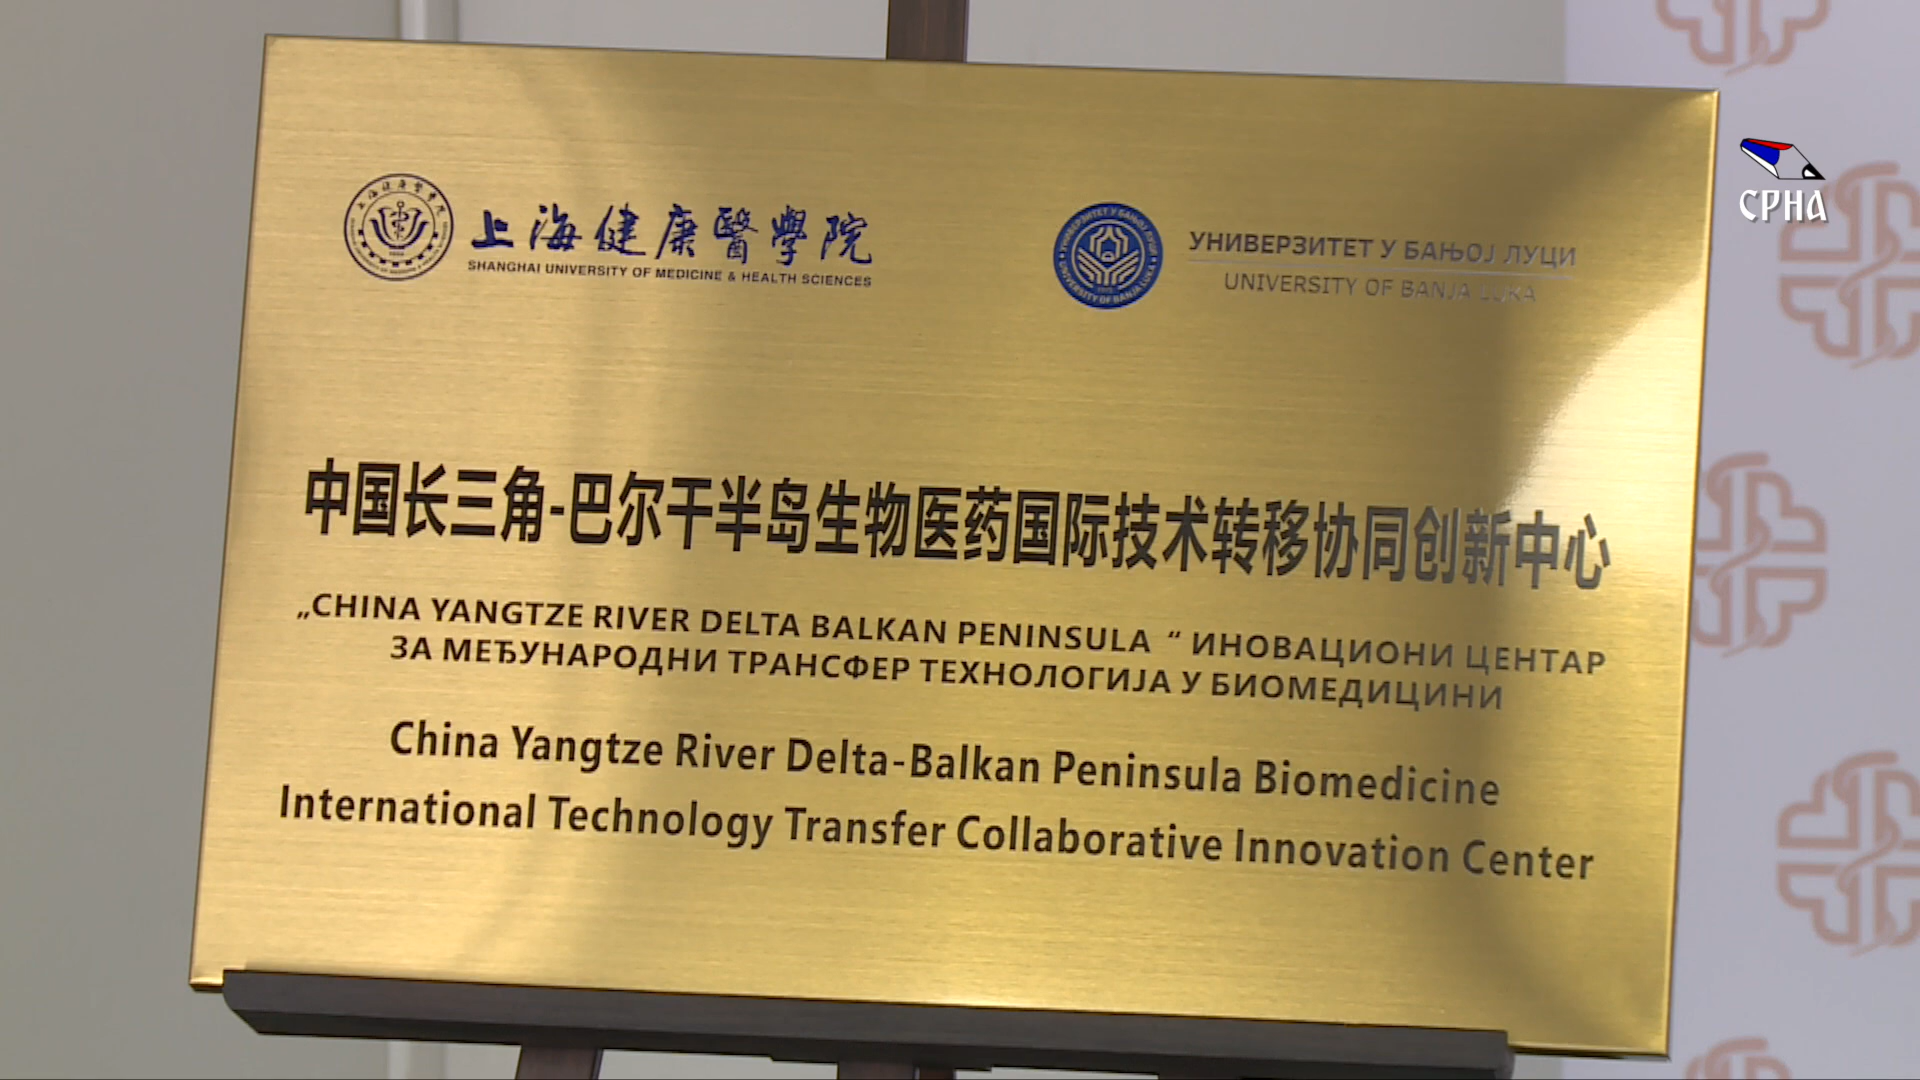 上海健康醫學院
SHANGHAI UNIVERSITY OF MEDICINE & HEALTH SCIENCES
УНИВЕРЗИТЕТ У БАЊОЈ ЛУЦИ
UNIVERSITY OF BANJA LUKA
СРНА
中国长三角-巴尔干半岛生物医药国际技术转移协同创新中心
„CHINA YANGTZE RIVER DELTA BALKAN PENINSULA “ ИНОВАЦИОНИ ЦЕНТАР
ЗА МЕЂУНАРОДНИ ТРАНСФЕР ТЕХНОЛОГИЈА У БИОМЕДИЦИНИ
China Yangtze River Delta-Balkan Peninsula Biomedicine
International Technology Transfer Collaborative Innovation Center